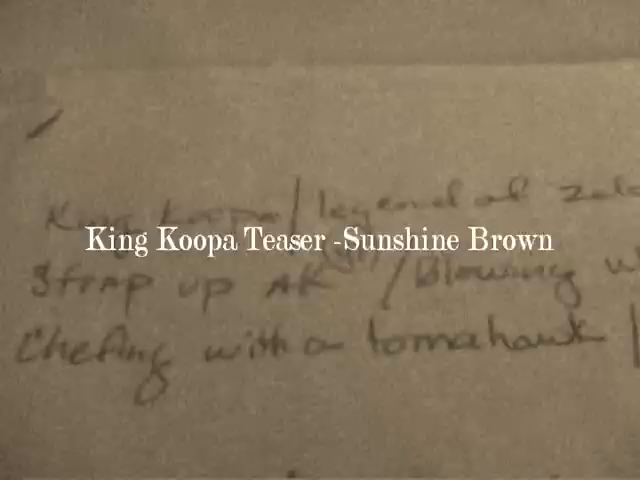 King Koopa / legend of
King Koopa Teaser -Sunshine Brown
Strap up AK / Blowing
Chefing with a tomahawk /